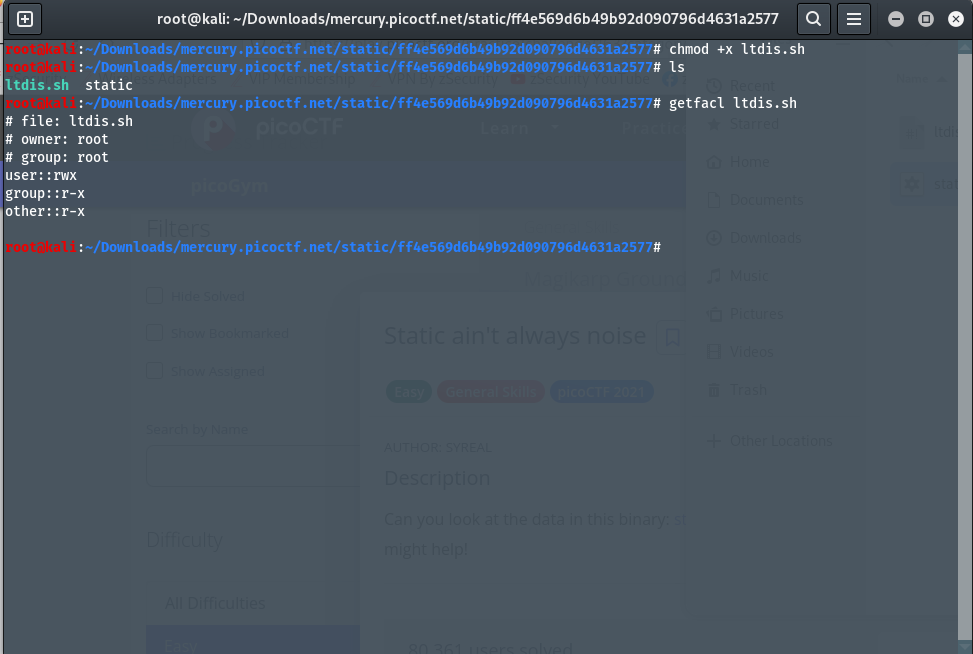 root@kali: ~/Downloads/mercury.picoctf.net/static/ff4e569d6b49b92d090796d4631a2577
root@kali:~/Downloads/mercury.picoctf.net/static/ff4e569d6b49b92d090796d4631a2577# chmod +x ltdis.sh
root@kali:~/Downloads/mercury.picoctf.net/static/ff4e569d6b49b92d090796d4631a2577# ls
ltdis.sh  static
root@kali:~/Downloads/mercury.picoctf.net/static/ff4e569d6b49b92d090796d4631a2577# getfacl ltdis.sh
# file: ltdis.sh
# owner: root
# group: root
user::rwx
group::r-x
other::r-x
root@kali:~/Downloads/mercury.picoctf.net/static/ff4e569d6b49b92d090796d4631a2577#
picoCTF
Learn
picoGym
Filters
Hide Solved
Show Bookmarked
Show Assigned
Search by Name
Difficulty
All Difficulties
Easy
Static ain't always noise
Easy General Skills picoCTF 2021
AUTHOR: SYREAL
Description
Can you look at the data in this binary:
might help!
80,361 users solved
Recent
Starred
Home
Documents
Downloads
Music
Pictures
Videos
Trash
Other Locations